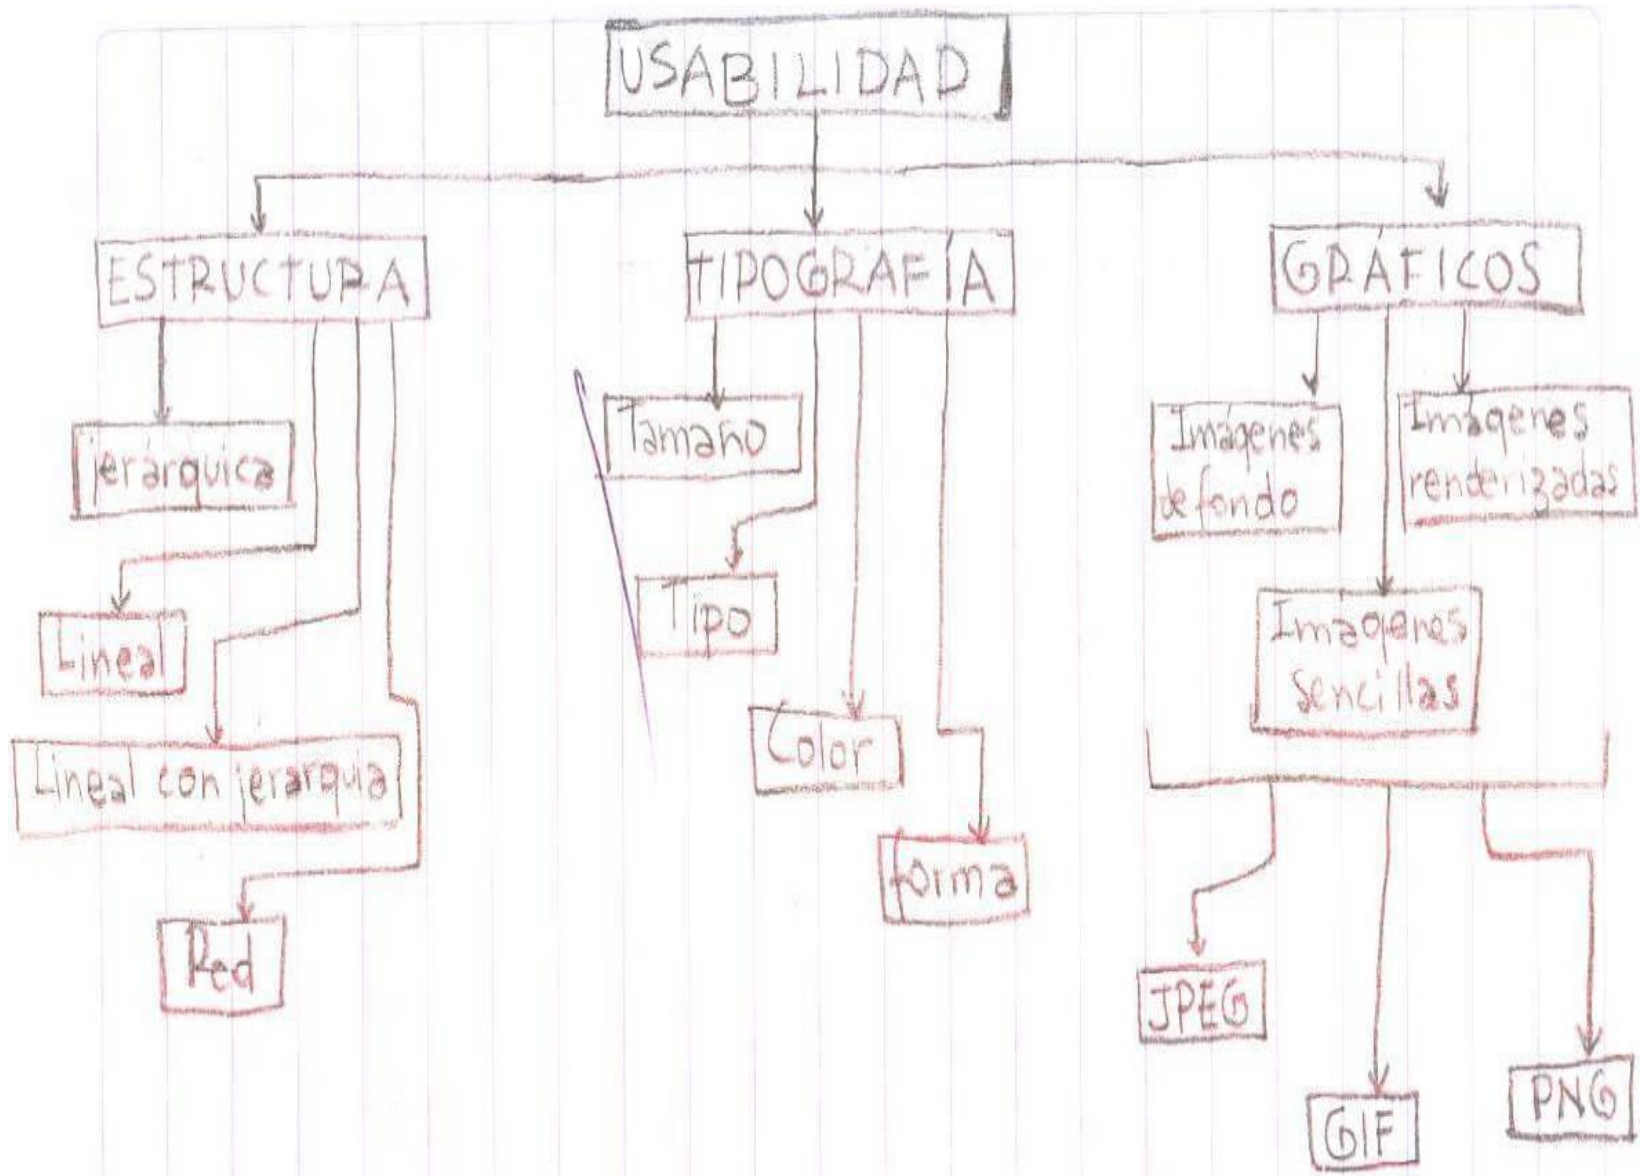 USABILIDAD
ESTRUCTURA
TIPOGRAFÍA
GRÁFICOS
jerárquica
Lineal
Lineal con jerarquia
Red
Tamaño
Tipo
Color
forma
Imágenes
de fondo
Imágenes
renderizadas
Imágenes
sencillas
JPEG
GIF
PNG